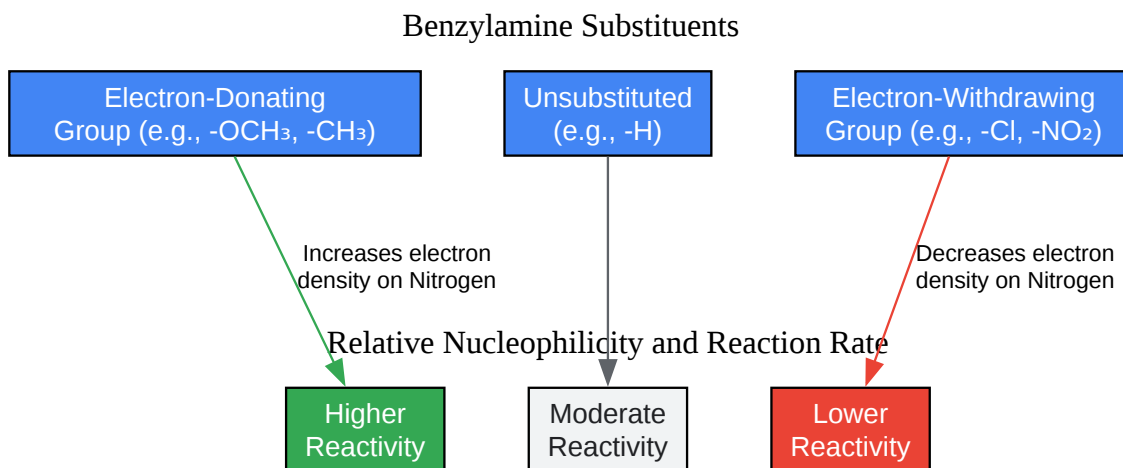 Benzylamine Substituents
Electron-Donating
Group (e.g., -OCH₃, -CH₃)
Unsubstituted
(e.g., -H)
Electron-Withdrawing
Group (e.g., -Cl, -NO₂)
Increases electron
density on Nitrogen
Decreases electron
density on Nitrogen
Relative Nucleophilicity and Reaction Rate
Higher
Reactivity
Moderate
Reactivity
Lower
Reactivity